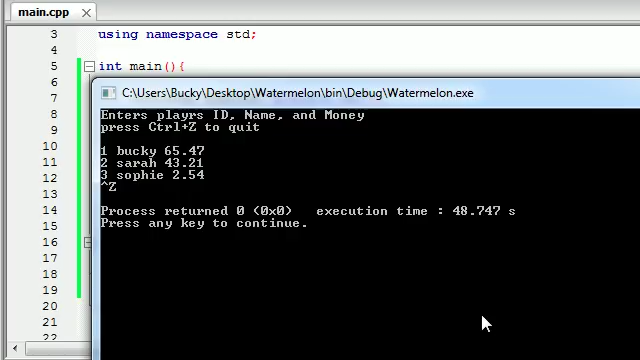 main.cpp
3 using namespace std;
4
5 int main(){
6
7
8
9
10
11
12
13
14
15
16
17
18
19
20
21
22
C:\Users\Bucky\Desktop\Watermelon\bin\Debug\Watermelon.exe
Enters playrs ID, Name, and Money
press Ctrl+Z to quit
1 bucky 65.47
2 sarah 43.21
3 sophie 2.54
^Z
Process returned 0 (0x0)   execution time : 48.747 s
Press any key to continue.